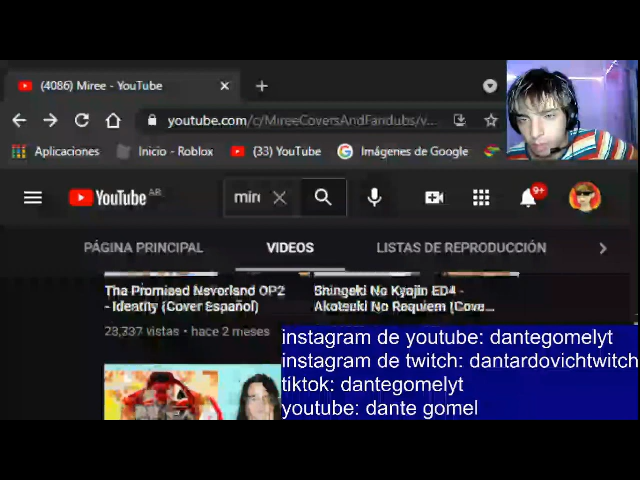 (4086) Miree - YouTube
youtube.com/c/MireeCoversAndFandubs/v...
Aplicaciones
Inicio - Roblox
(33) YouTube
Imágenes de Google
YouTube AR
mire
9+
PÁGINA PRINCIPAL
VIDEOS
LISTAS DE REPRODUCCIÓN
The Promised Neverland OP2
- Identity (Cover Español)
23,337 vistas • hace 2 meses
Shingeki No Kyojin ED4 -
Akatsuki No Requiem (Cove...
instagram de youtube: dantegomelyt
instagram de twitch: dantardovichtwitch
tiktok: dantegomelyt
youtube: dante gomel